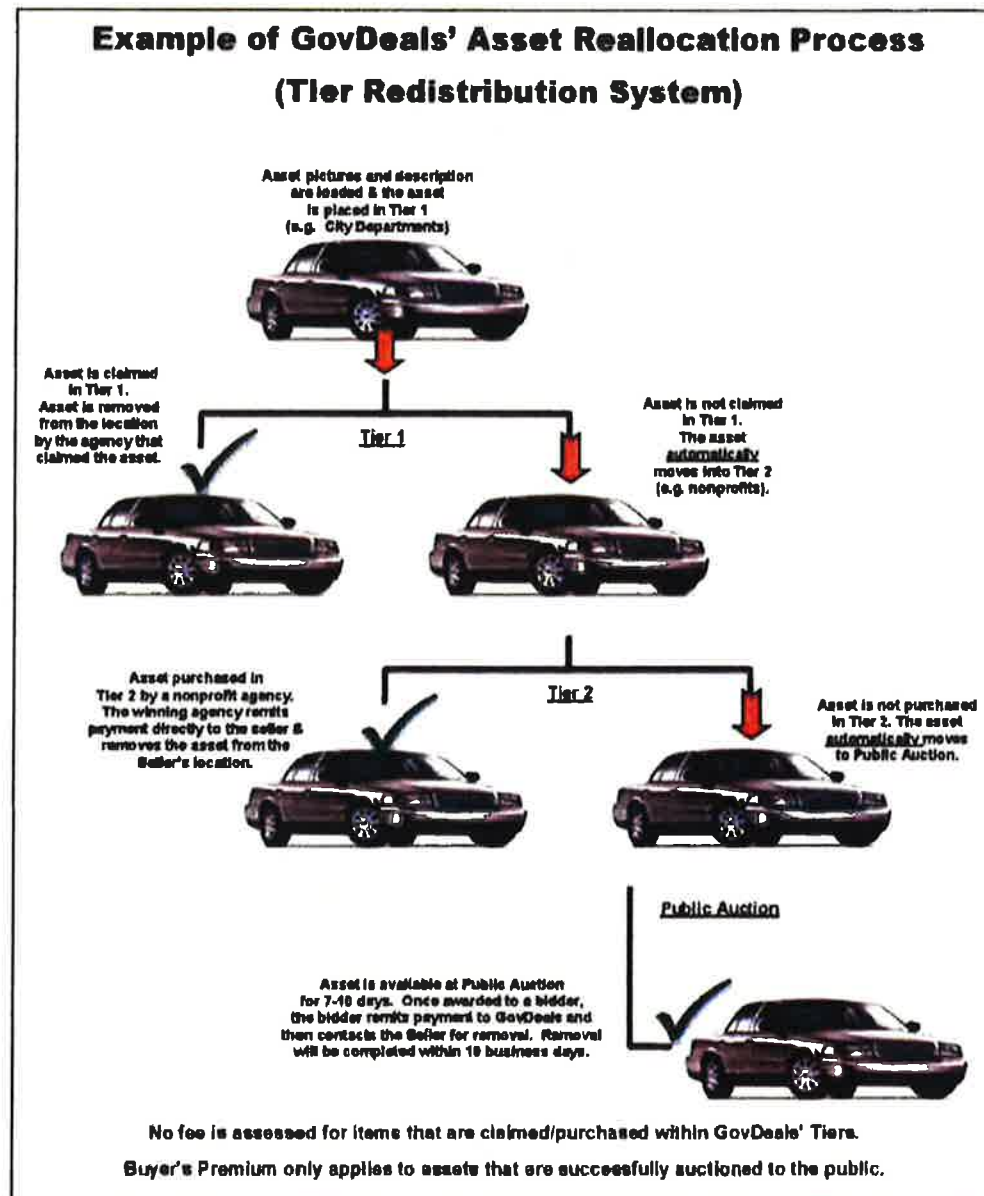 Example of GovDeals' Asset Reallocation Process
(Tier Redistribution System)
Asset pictures and description
are loaded & the asset
is placed in Tier 1
(e.g. City Departments)
Asset is claimed
in Tier 1.
Asset is removed
from the location
by the agency that
claimed the asset.
Tier 1
Asset is not claimed
in Tier 1.
The asset
automatically
moves into Tier 2
(e.g. nonprofits).
Asset purchased in
Tier 2 by a nonprofit agency.
The winning agency remits
payment directly to the seller &
removes the asset from the
Seller's location.
Tier 2
Asset is not purchased
in Tier 2. The asset
automatically moves
to Public Auction.
Public Auction
Asset is available at Public Auction
for 7-10 days. Once awarded to a bidder,
the bidder remits payment to GovDeals and
then contacts the Seller for removal. Removal
will be completed within 10 business days.
No fee is assessed for items that are claimed/purchased within GovDeals' Tiers.
Buyer's Premium only applies to assets that are successfully auctioned to the public.